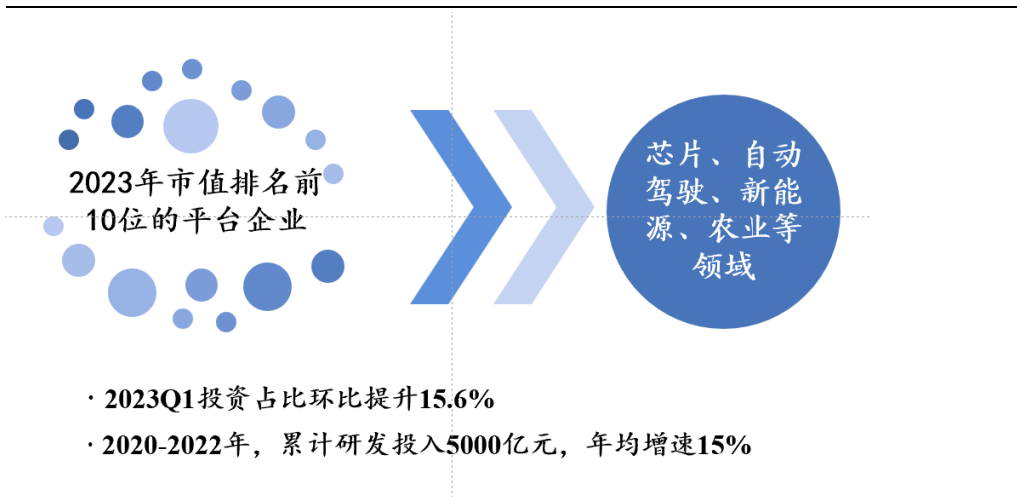 2023年市值排名前
10位的平台企业
芯片、自动
驾驶、新能
源、农业等
领域
· 2023Q1投资占比环比提升15.6%
· 2020-2022年，累计研发投入5000亿元，年均增速15%